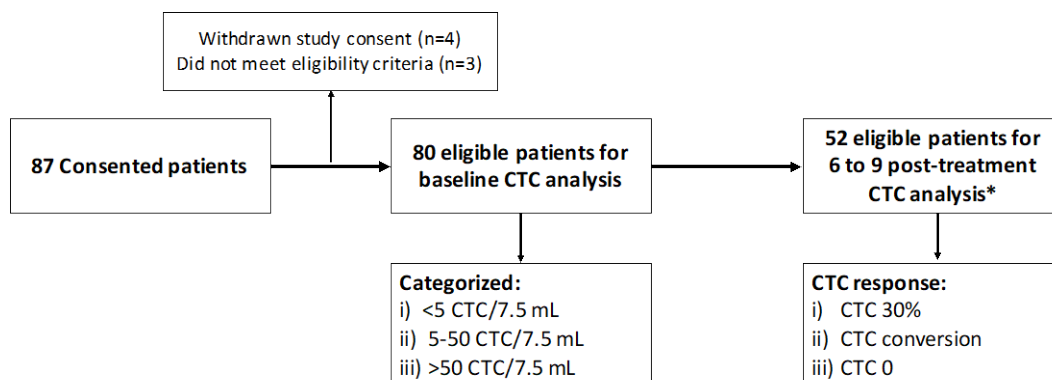 Withdrawn study consent (n=4)
Did not meet eligibility criteria (n=3)
87 Consented patients
80 eligible patients for
baseline CTC analysis
52 eligible patients for
6 to 9 post-treatment
CTC analysis*
Categorized:
i) <5 CTC/7.5 mL
ii) 5-50 CTC/7.5 mL
iii) >50 CTC/7.5 mL
CTC response:
i) CTC 30%
ii) CTC conversion
iii) CTC 0